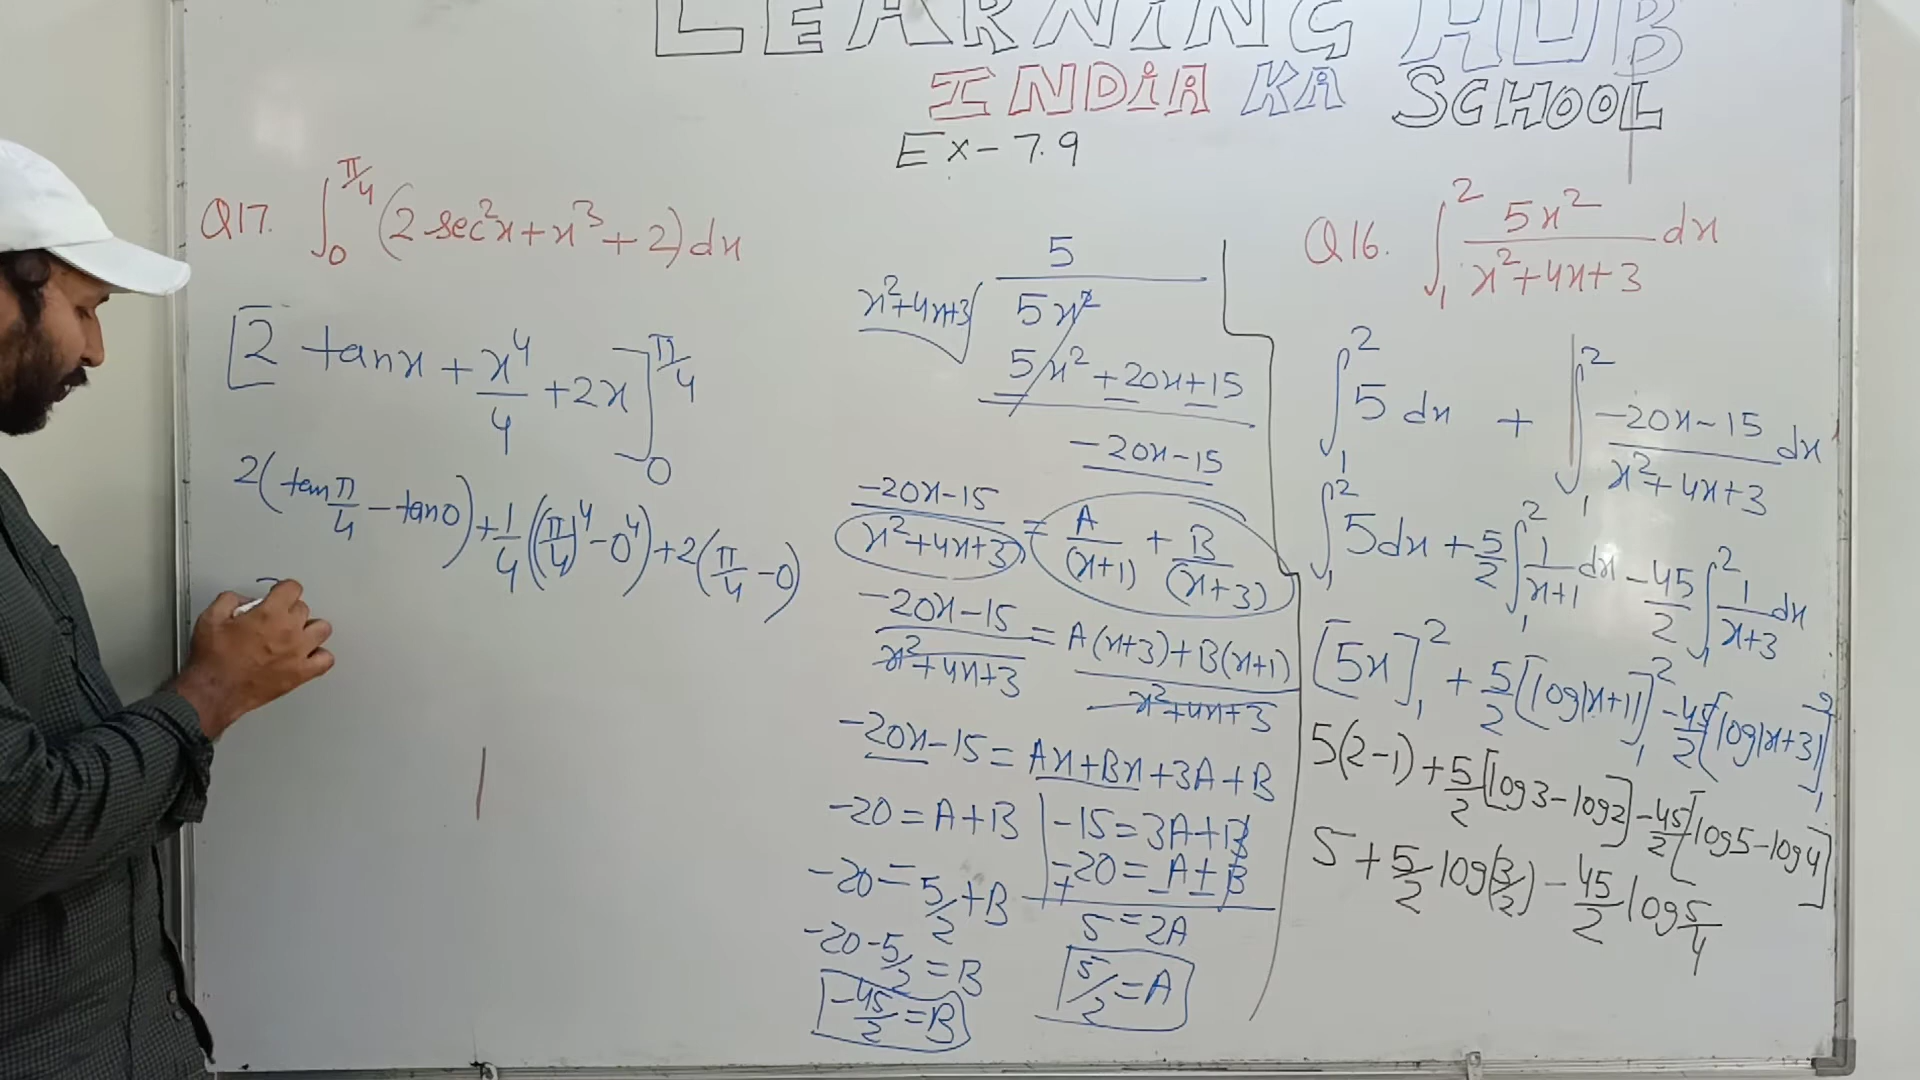 LEARNING HUB
INDIA KA SCHOOL
Ex-7.9
Q17. ∫₀^{π/4} (2 sec²x + x³ + 2) dx
[2 tanx + x⁴/4 + 2x]₀^{π/4}
2(tan π/4 - tan0) + 1/4((π/4)⁴ - 0⁴) + 2(π/4 - 0)
5
x²+4x+3 ) 5x²
5x² + 20x + 15
-20x-15
(-20x-15)/(x²+4x+3) = A/(x+1) + B/(x+3)
(-20x-15)/(x²+4x+3) = (A(x+3)+B(x+1))/(x²+4x+3)
-20x-15 = Ax+Bx+3A+B
-20 = A+B
-20 = 5/2 + B
-20-5/2 = B
-45/2 = B
-15 = 3A+B
-20 = A+B
5 = 2A
5/2 = A
Q16. ∫₁² 5x²/(x²+4x+3) dx
∫₁² 5 dx + ∫₁² (-20x-15)/(x²+4x+3) dx
∫₁² 5dx + 5/2 ∫₁² 1/(x+1) dx - 45/2 ∫₁² 1/(x+3) dx
[5x]₁² + 5/2 [log|x+1|]₁² - 45/2 [log|x+3|]₁²
5(2-1) + 5/2 [log3 - log2] - 45/2 [log5 - log4]
5 + 5/2 log(3/2) - 45/2 log 5/4